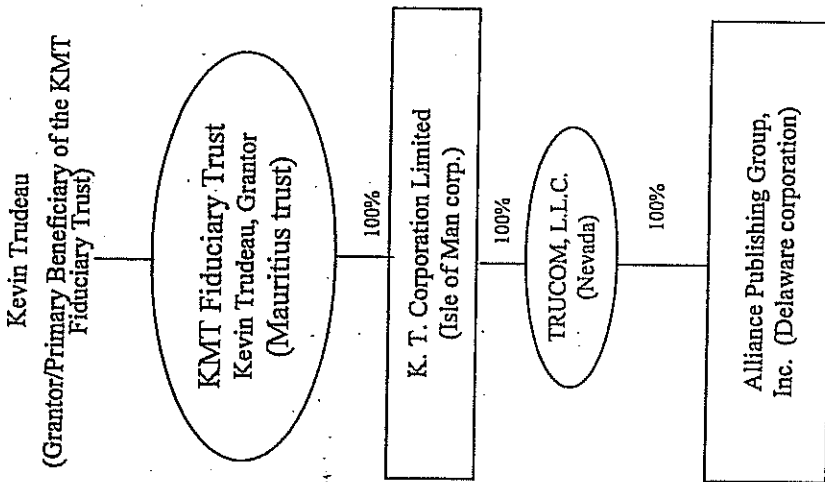 Kevin Trudeau
(Grantor/Primary Beneficiary of the KMT
Fiduciary Trust)
KMT Fiduciary Trust
Kevin Trudeau, Grantor
(Mauritius trust)
100%
K. T. Corporation Limited
(Isle of Man corp.)
100%
TRUCOM, L.L.C.
(Nevada)
100%
Alliance Publishing Group,
Inc. (Delaware corporation)